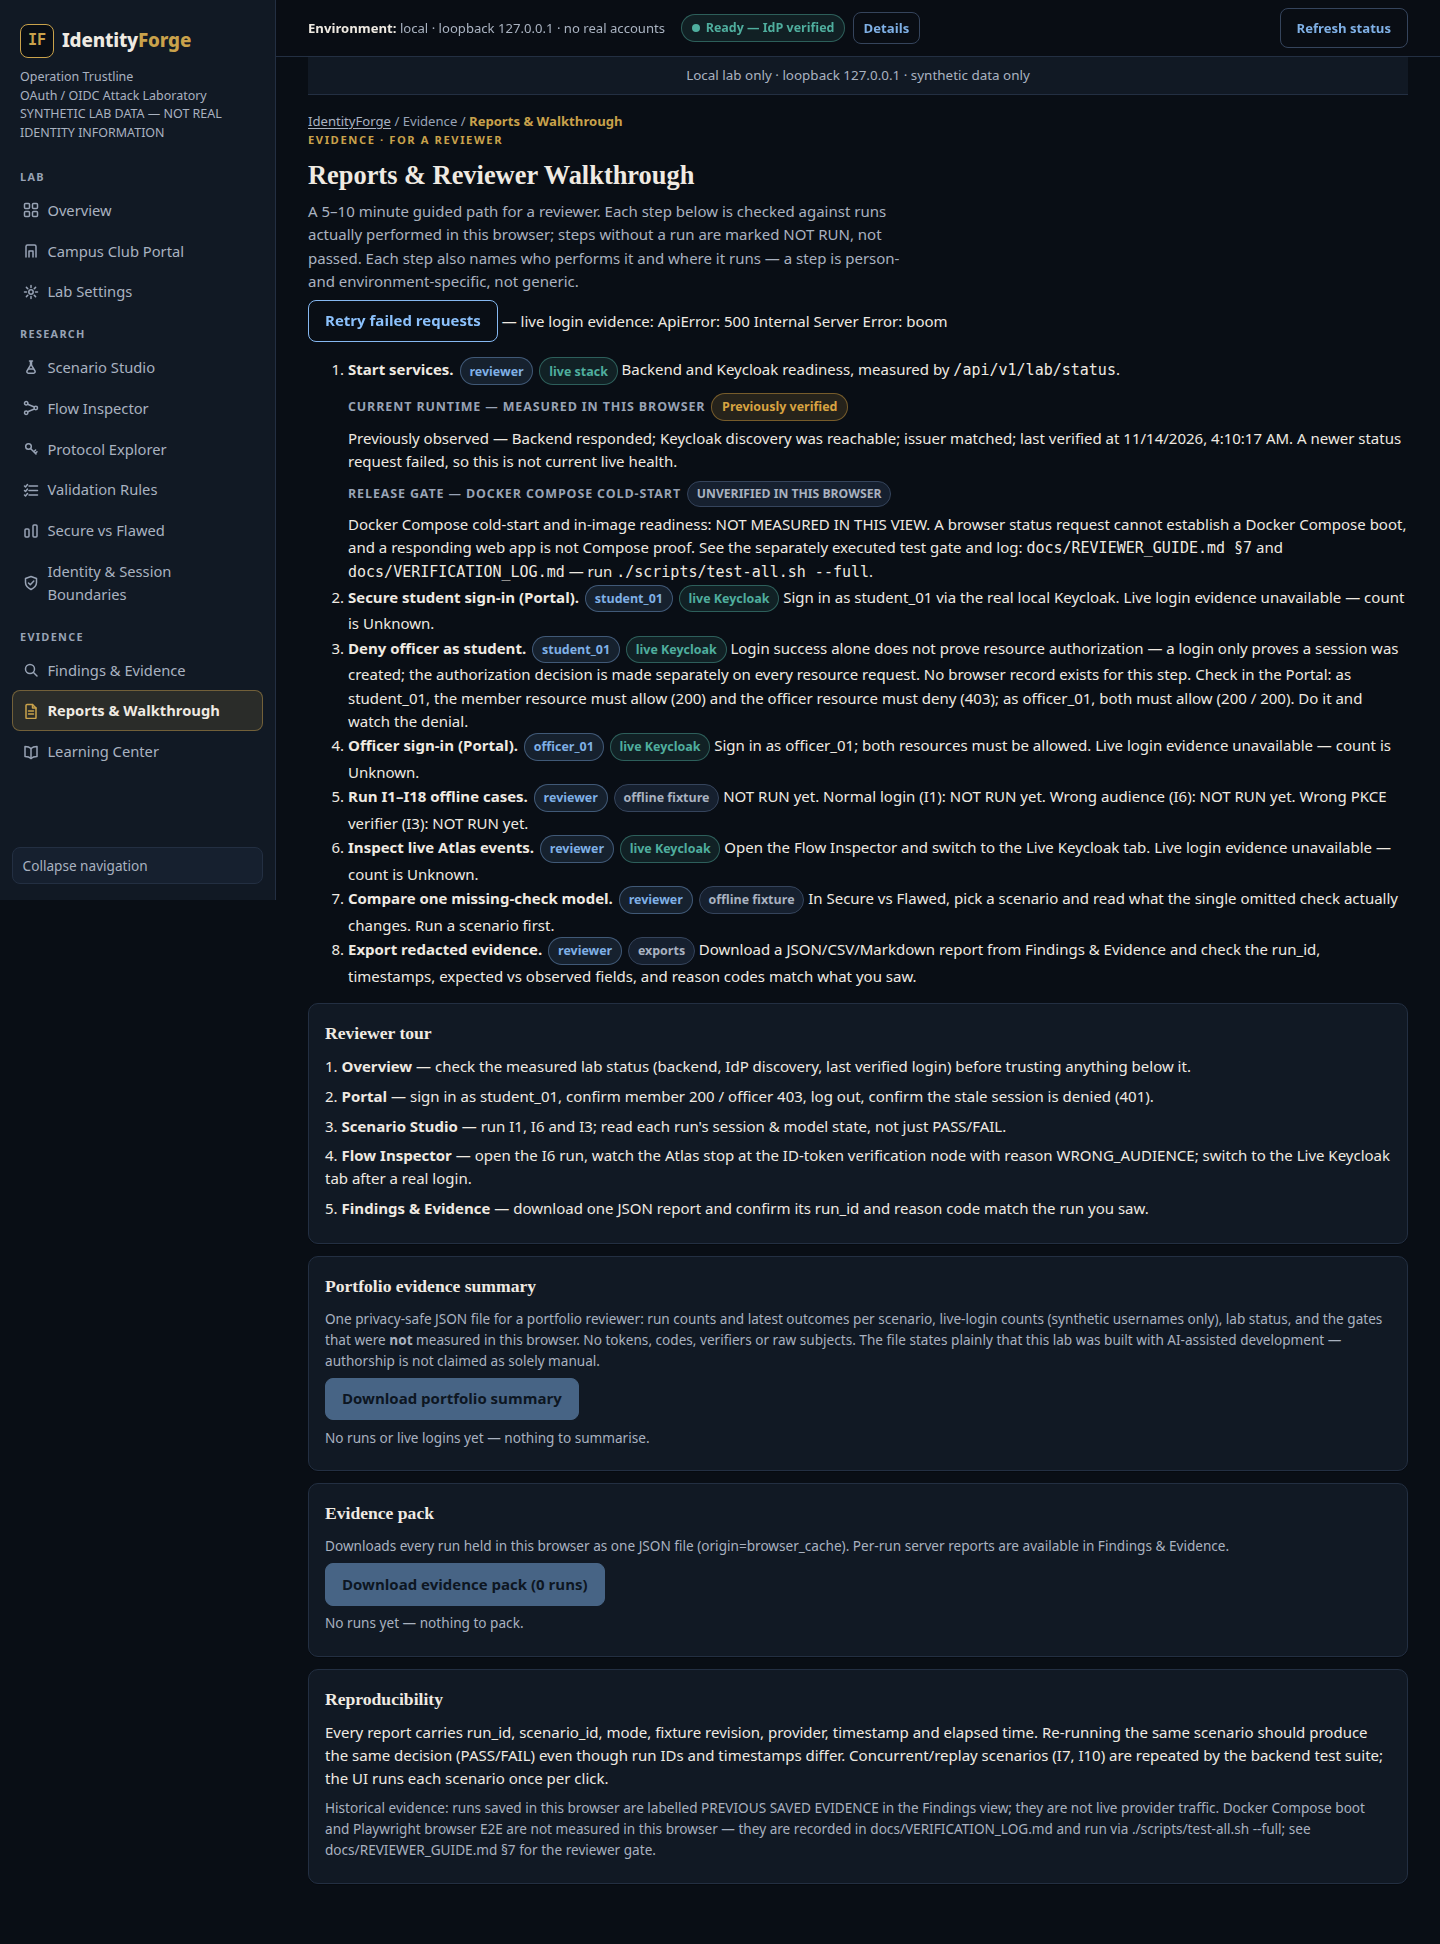 IF IdentityForge
Operation Trustline
OAuth / OIDC Attack Laboratory
SYNTHETIC LAB DATA — NOT REAL
IDENTITY INFORMATION
LAB
Overview
Campus Club Portal
Lab Settings
RESEARCH
Scenario Studio
Flow Inspector
Protocol Explorer
Validation Rules
Secure vs Flawed
Identity & Session
Boundaries
EVIDENCE
Findings & Evidence
Reports & Walkthrough
Learning Center
Collapse navigation
Environment: local · loopback 127.0.0.1 · no real accounts Ready — IdP verified Details Refresh status
Local lab only · loopback 127.0.0.1 · synthetic data only
IdentityForge / Evidence / Reports & Walkthrough
EVIDENCE · FOR A REVIEWER
Reports & Reviewer Walkthrough
A 5–10 minute guided path for a reviewer. Each step below is checked against runs
actually performed in this browser; steps without a run are marked NOT RUN, not
passed. Each step also names who performs it and where it runs — a step is person-
and environment-specific, not generic.
Retry failed requests — live login evidence: ApiError: 500 Internal Server Error: boom
1. Start services. reviewer live stack Backend and Keycloak readiness, measured by /api/v1/lab/status.
CURRENT RUNTIME — MEASURED IN THIS BROWSER Previously verified
Previously observed — Backend responded; Keycloak discovery was reachable; issuer matched; last verified at 11/14/2026, 4:10:17 AM. A newer status
request failed, so this is not current live health.
RELEASE GATE — DOCKER COMPOSE COLD-START UNVERIFIED IN THIS BROWSER
Docker Compose cold-start and in-image readiness: NOT MEASURED IN THIS VIEW. A browser status request cannot establish a Docker Compose boot,
and a responding web app is not Compose proof. See the separately executed test gate and log: docs/REVIEWER_GUIDE.md §7 and
docs/VERIFICATION_LOG.md — run ./scripts/test-all.sh --full.
2. Secure student sign-in (Portal). student_01 live Keycloak Sign in as student_01 via the real local Keycloak. Live login evidence unavailable — count
is Unknown.
3. Deny officer as student. student_01 live Keycloak Login success alone does not prove resource authorization — a login only proves a session was
created; the authorization decision is made separately on every resource request. No browser record exists for this step. Check in the Portal: as
student_01, the member resource must allow (200) and the officer resource must deny (403); as officer_01, both must allow (200 / 200). Do it and
watch the denial.
4. Officer sign-in (Portal). officer_01 live Keycloak Sign in as officer_01; both resources must be allowed. Live login evidence unavailable — count is
Unknown.
5. Run I1–I18 offline cases. reviewer offline fixture NOT RUN yet. Normal login (I1): NOT RUN yet. Wrong audience (I6): NOT RUN yet. Wrong PKCE
verifier (I3): NOT RUN yet.
6. Inspect live Atlas events. reviewer live Keycloak Open the Flow Inspector and switch to the Live Keycloak tab. Live login evidence unavailable —
count is Unknown.
7. Compare one missing-check model. reviewer offline fixture In Secure vs Flawed, pick a scenario and read what the single omitted check actually
changes. Run a scenario first.
8. Export redacted evidence. reviewer exports Download a JSON/CSV/Markdown report from Findings & Evidence and check the run_id,
timestamps, expected vs observed fields, and reason codes match what you saw.
Reviewer tour
1. Overview — check the measured lab status (backend, IdP discovery, last verified login) before trusting anything below it.
2. Portal — sign in as student_01, confirm member 200 / officer 403, log out, confirm the stale session is denied (401).
3. Scenario Studio — run I1, I6 and I3; read each run's session & model state, not just PASS/FAIL.
4. Flow Inspector — open the I6 run, watch the Atlas stop at the ID-token verification node with reason WRONG_AUDIENCE; switch to the Live Keycloak
tab after a real login.
5. Findings & Evidence — download one JSON report and confirm its run_id and reason code match the run you saw.
Portfolio evidence summary
One privacy-safe JSON file for a portfolio reviewer: run counts and latest outcomes per scenario, live-login counts (synthetic usernames only), lab status, and the gates
that were not measured in this browser. No tokens, codes, verifiers or raw subjects. The file states plainly that this lab was built with AI-assisted development —
authorship is not claimed as solely manual.
Download portfolio summary
No runs or live logins yet — nothing to summarise.
Evidence pack
Downloads every run held in this browser as one JSON file (origin=browser_cache). Per-run server reports are available in Findings & Evidence.
Download evidence pack (0 runs)
No runs yet — nothing to pack.
Reproducibility
Every report carries run_id, scenario_id, mode, fixture revision, provider, timestamp and elapsed time. Re-running the same scenario should produce
the same decision (PASS/FAIL) even though run IDs and timestamps differ. Concurrent/replay scenarios (I7, I10) are repeated by the backend test suite;
the UI runs each scenario once per click.
Historical evidence: runs saved in this browser are labelled PREVIOUS SAVED EVIDENCE in the Findings view; they are not live provider traffic. Docker Compose boot
and Playwright browser E2E are not measured in this browser — they are recorded in docs/VERIFICATION_LOG.md and run via ./scripts/test-all.sh --full; see
docs/REVIEWER_GUIDE.md §7 for the reviewer gate.